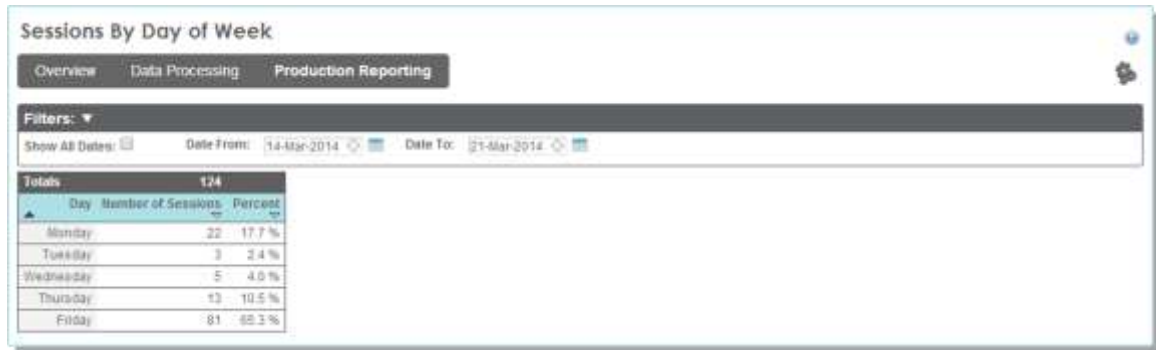 Sessions By Day of Week
Overview Data Processing Production Reporting
Filters: ▼
Show All Dates: Date From: 14-Mar-2014 Date To: 21-Mar-2014
Totals 124
Day Number of Sessions Percent
Monday 22 17.7 %
Tuesday 3 2.4 %
Wednesday 5 4.0 %
Thursday 13 10.5 %
Friday 81 65.3 %